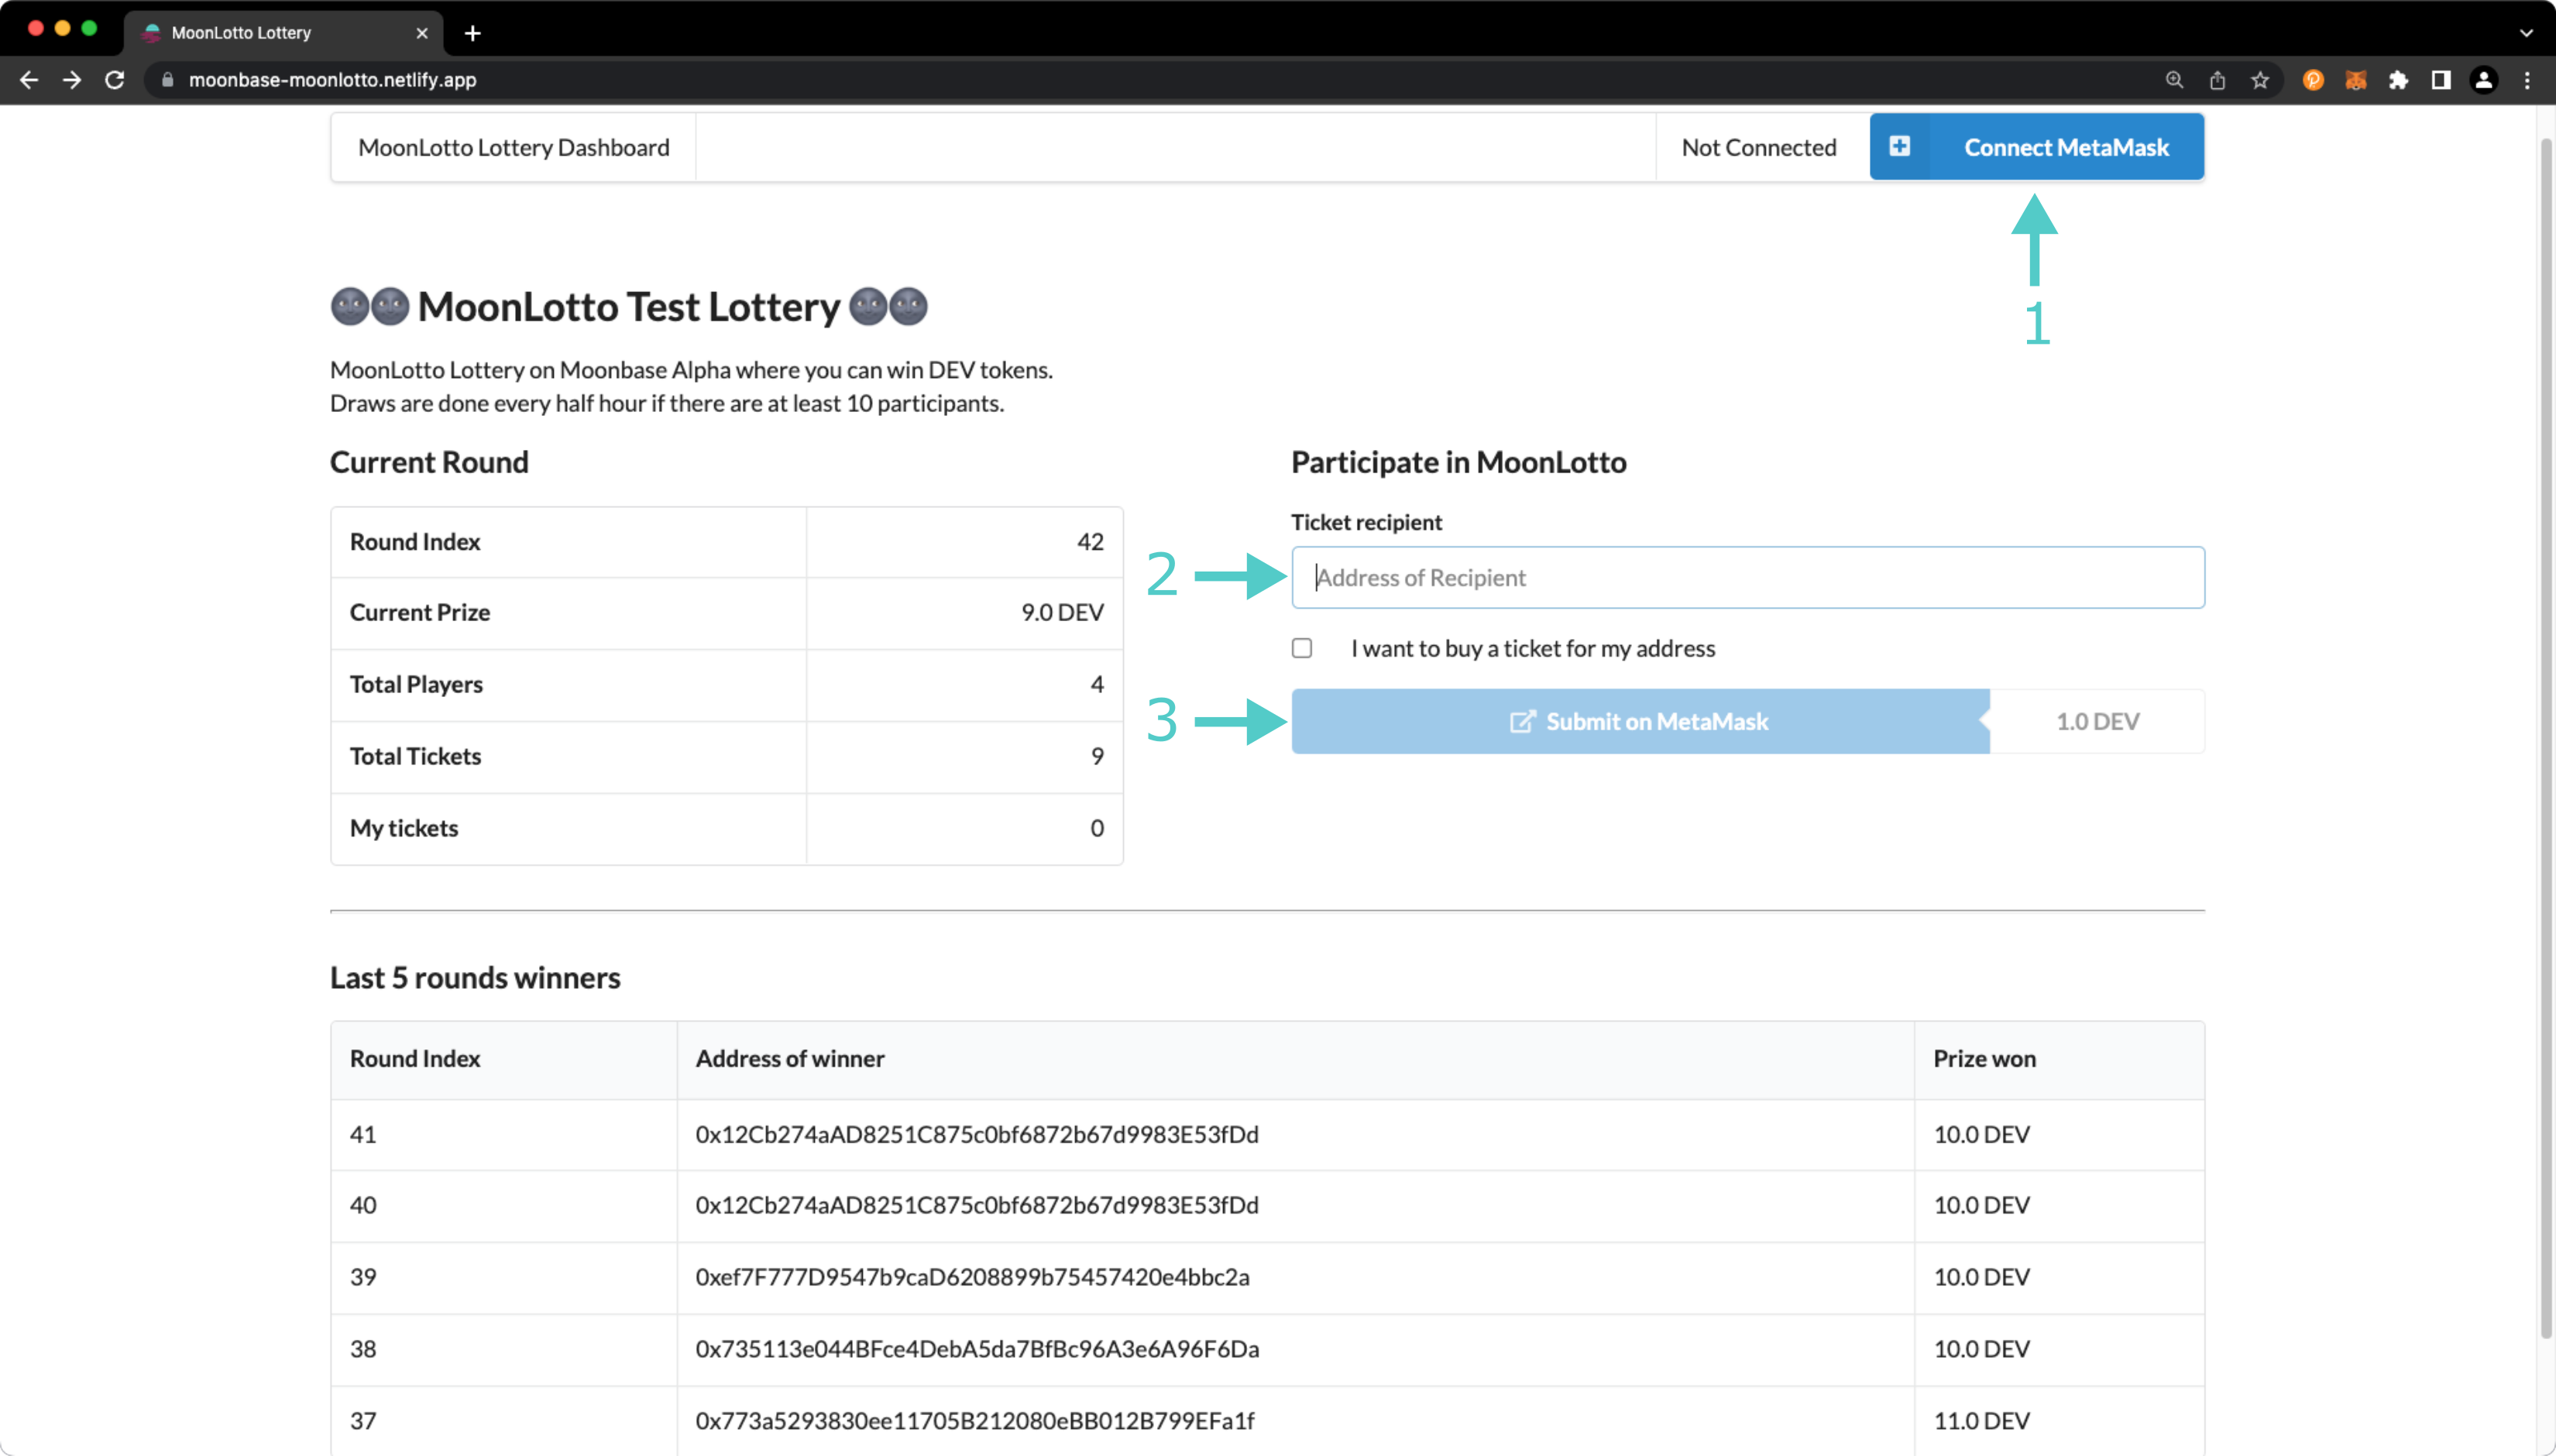 MoonLotto Lottery
moonbase-moonlotto.netlify.app
MoonLotto Lottery Dashboard
Not Connected
Connect MetaMask
1
MoonLotto Test Lottery
MoonLotto Lottery on Moonbase Alpha where you can win DEV tokens.
Draws are done every half hour if there are at least 10 participants.
Current Round
Round Index 42
Current Prize 9.0 DEV
Total Players 4
Total Tickets 9
My tickets 0
Participate in MoonLotto
Ticket recipient
2
Address of Recipient
I want to buy a ticket for my address
3
Submit on MetaMask
1.0 DEV
Last 5 rounds winners
Round Index Address of winner Prize won
41 0x12Cb274aAD8251C875c0bf6872b67d9983E53fDd 10.0 DEV
40 0x12Cb274aAD8251C875c0bf6872b67d9983E53fDd 10.0 DEV
39 0xef7F777D9547b9caD6208899b75457420e4bbc2a 10.0 DEV
38 0x735113e044BFce4DebA5da7BfBc96A3e6A96F6Da 10.0 DEV
37 0x773a5293830ee11705B212080eBB012B799EFa1f 11.0 DEV